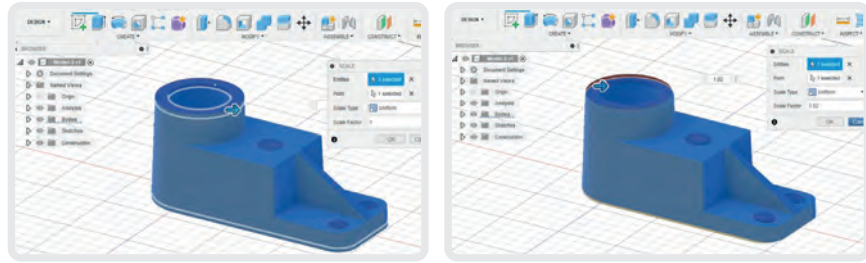 DESIGN
CREATE MODIFY ASSEMBLE CONSTRUCT
BROWSER
SCALE
Entities selected
Document Settings
Point 1 selected
Named Views
Origin
Scale Type Uniform
Analysis
Scale Factor
Bodies
OK
Sketches
Construction
DESIGN
CREATE MODIFY ASSEMBLE CONSTRUCT INSPECT
BROWSER
SCALE
Entities selected
Document Settings
Point 1 selected
Named Views
1.02
Origin
Scale Type Uniform
Analysis
Scale Factor 1.02
Bodies
OK
Sketches
Construction